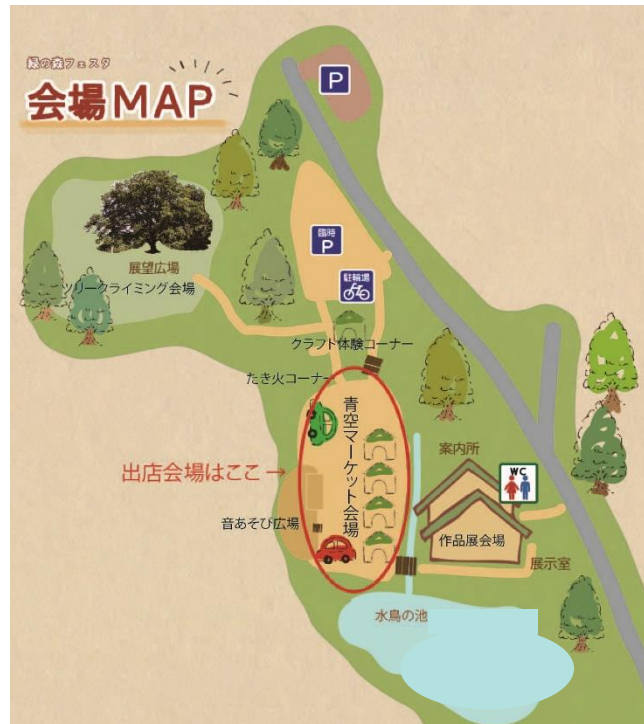 緑の森フェスタ
会場MAP
P
臨時
P
駐輪場
展望広場
ツリークライミング会場
クラフト体験コーナー
たき火コーナー
青空マーケット会場
出店会場はここ→
音あそび広場
案内所
WC
作品展会場
展示室
水鳥の池